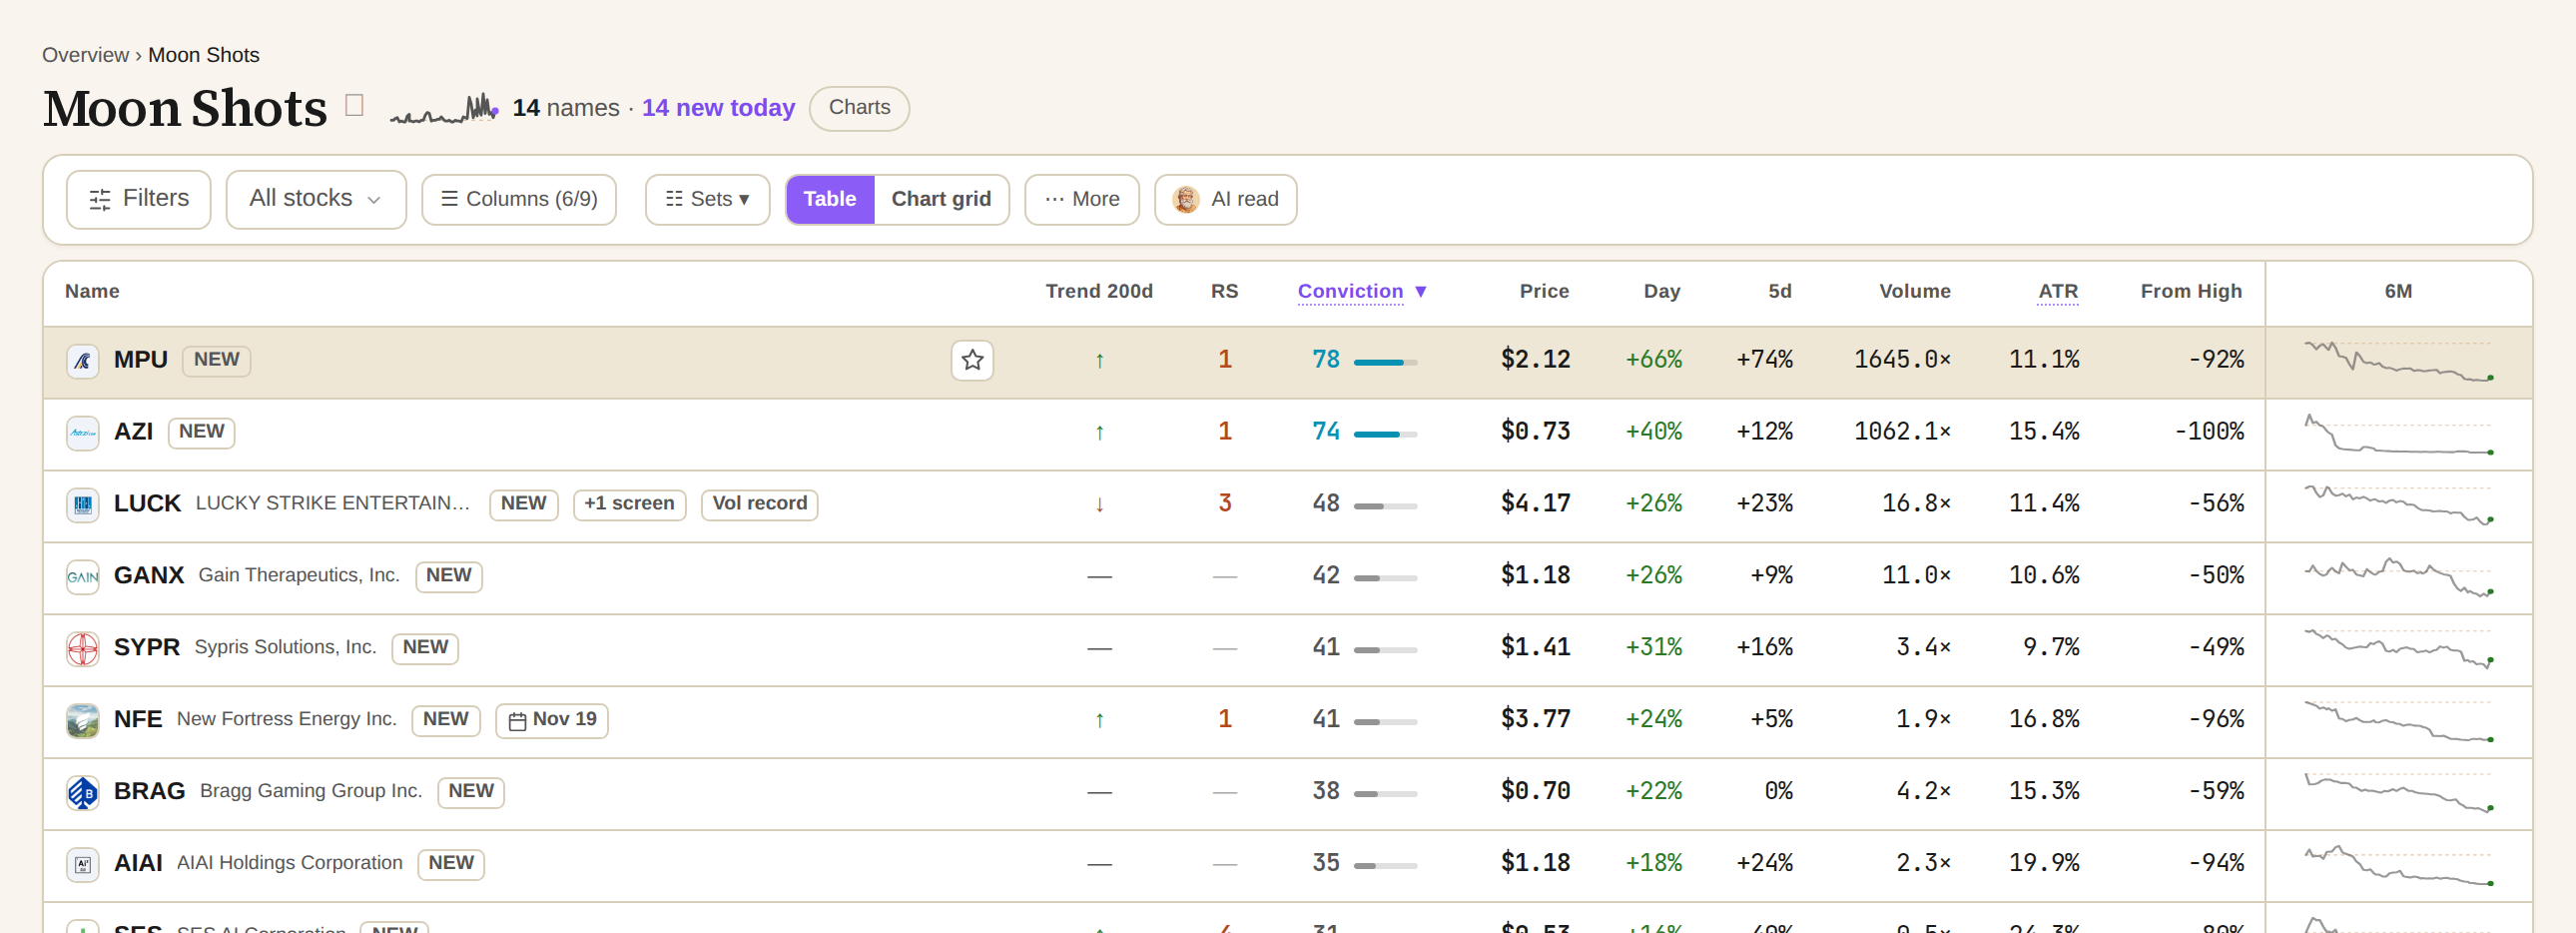 Overview › Moon Shots
Moon Shots 14 names · 14 new today Charts
Filters All stocks Columns (6/9) Sets ▾ Table Chart grid ⋯ More AI read
Name Trend 200d RS Conviction ▼ Price Day 5d Volume ATR From High 6M
MPU NEW ↑ 1 78 $2.12 +66% +74% 1645.0× 11.1% -92%
AZI NEW ↑ 1 74 $0.73 +40% +12% 1062.1× 15.4% -100%
LUCK LUCKY STRIKE ENTERTAIN… NEW +1 screen Vol record ↓ 3 48 $4.17 +26% +23% 16.8× 11.4% -56%
GAIN GANX Gain Therapeutics, Inc. NEW — — 42 $1.18 +26% +9% 11.0× 10.6% -50%
SYPR Sypris Solutions, Inc. NEW — — 41 $1.41 +31% +16% 3.4× 9.7% -49%
NFE New Fortress Energy Inc. NEW Nov 19 ↑ 1 41 $3.77 +24% +5% 1.9× 16.8% -96%
B BRAG Bragg Gaming Group Inc. NEW — — 38 $0.70 +22% 0% 4.2× 15.3% -59%
AIAI AIAI Holdings Corporation NEW — — 35 $1.18 +18% +24% 2.3× 19.9% -94%
SES SES AI Corporation NEW